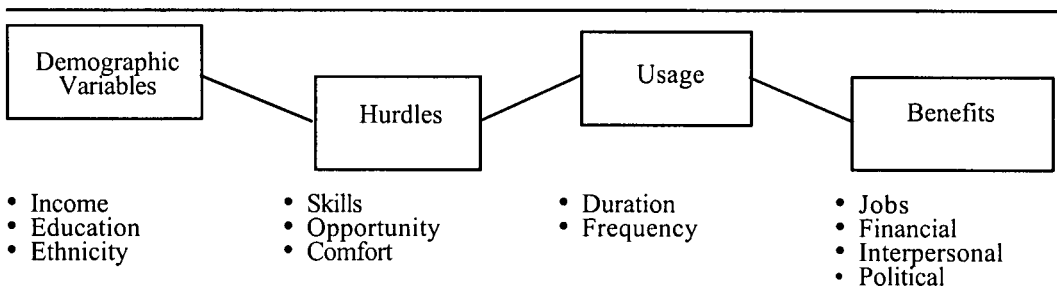 Demographic
Variables
Hurdles
Usage
Benefits
• Income
• Education
• Ethnicity
• Skills
• Opportunity
• Comfort
• Duration
• Frequency
• Jobs
• Financial
• Interpersonal
• Political